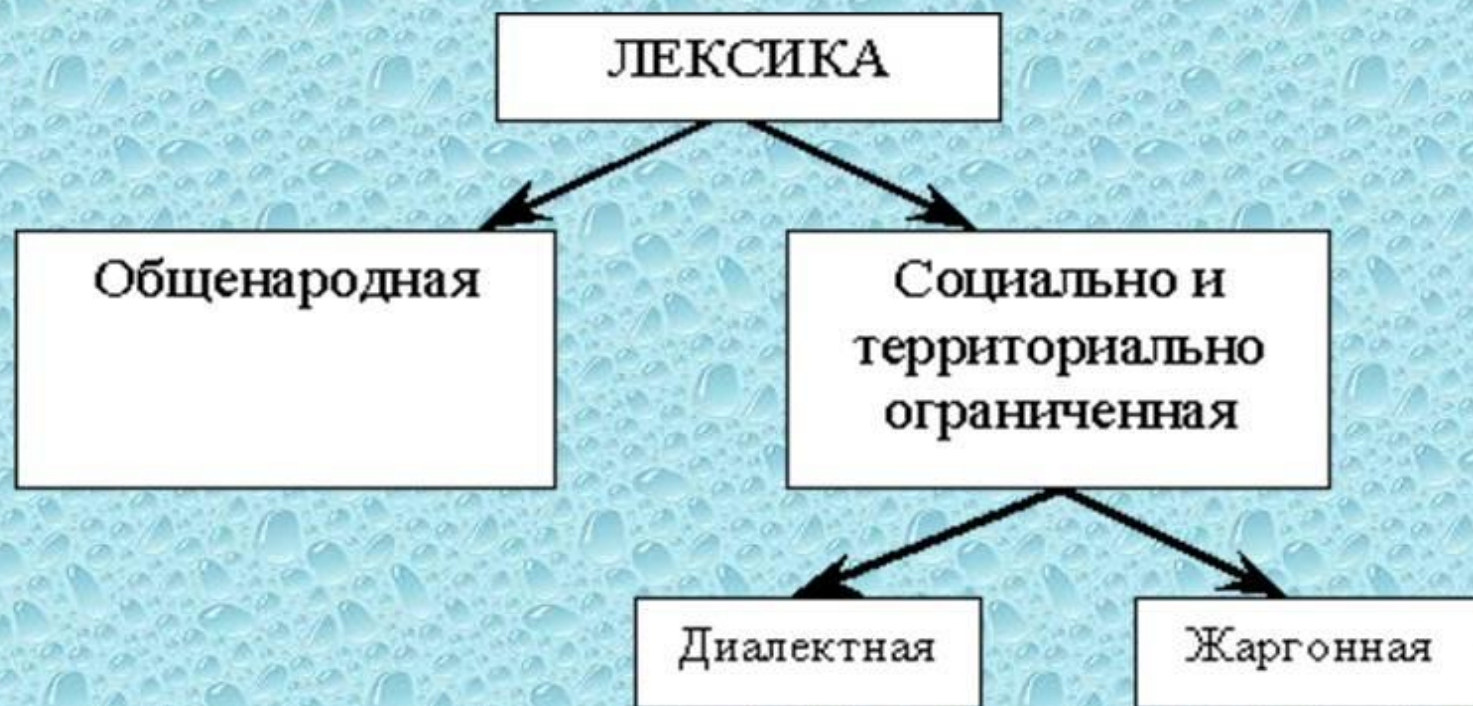 ЛЕКСИКА
Общенародная
Социально и
территориально
ограниченная
Диалектная
Жаргонная